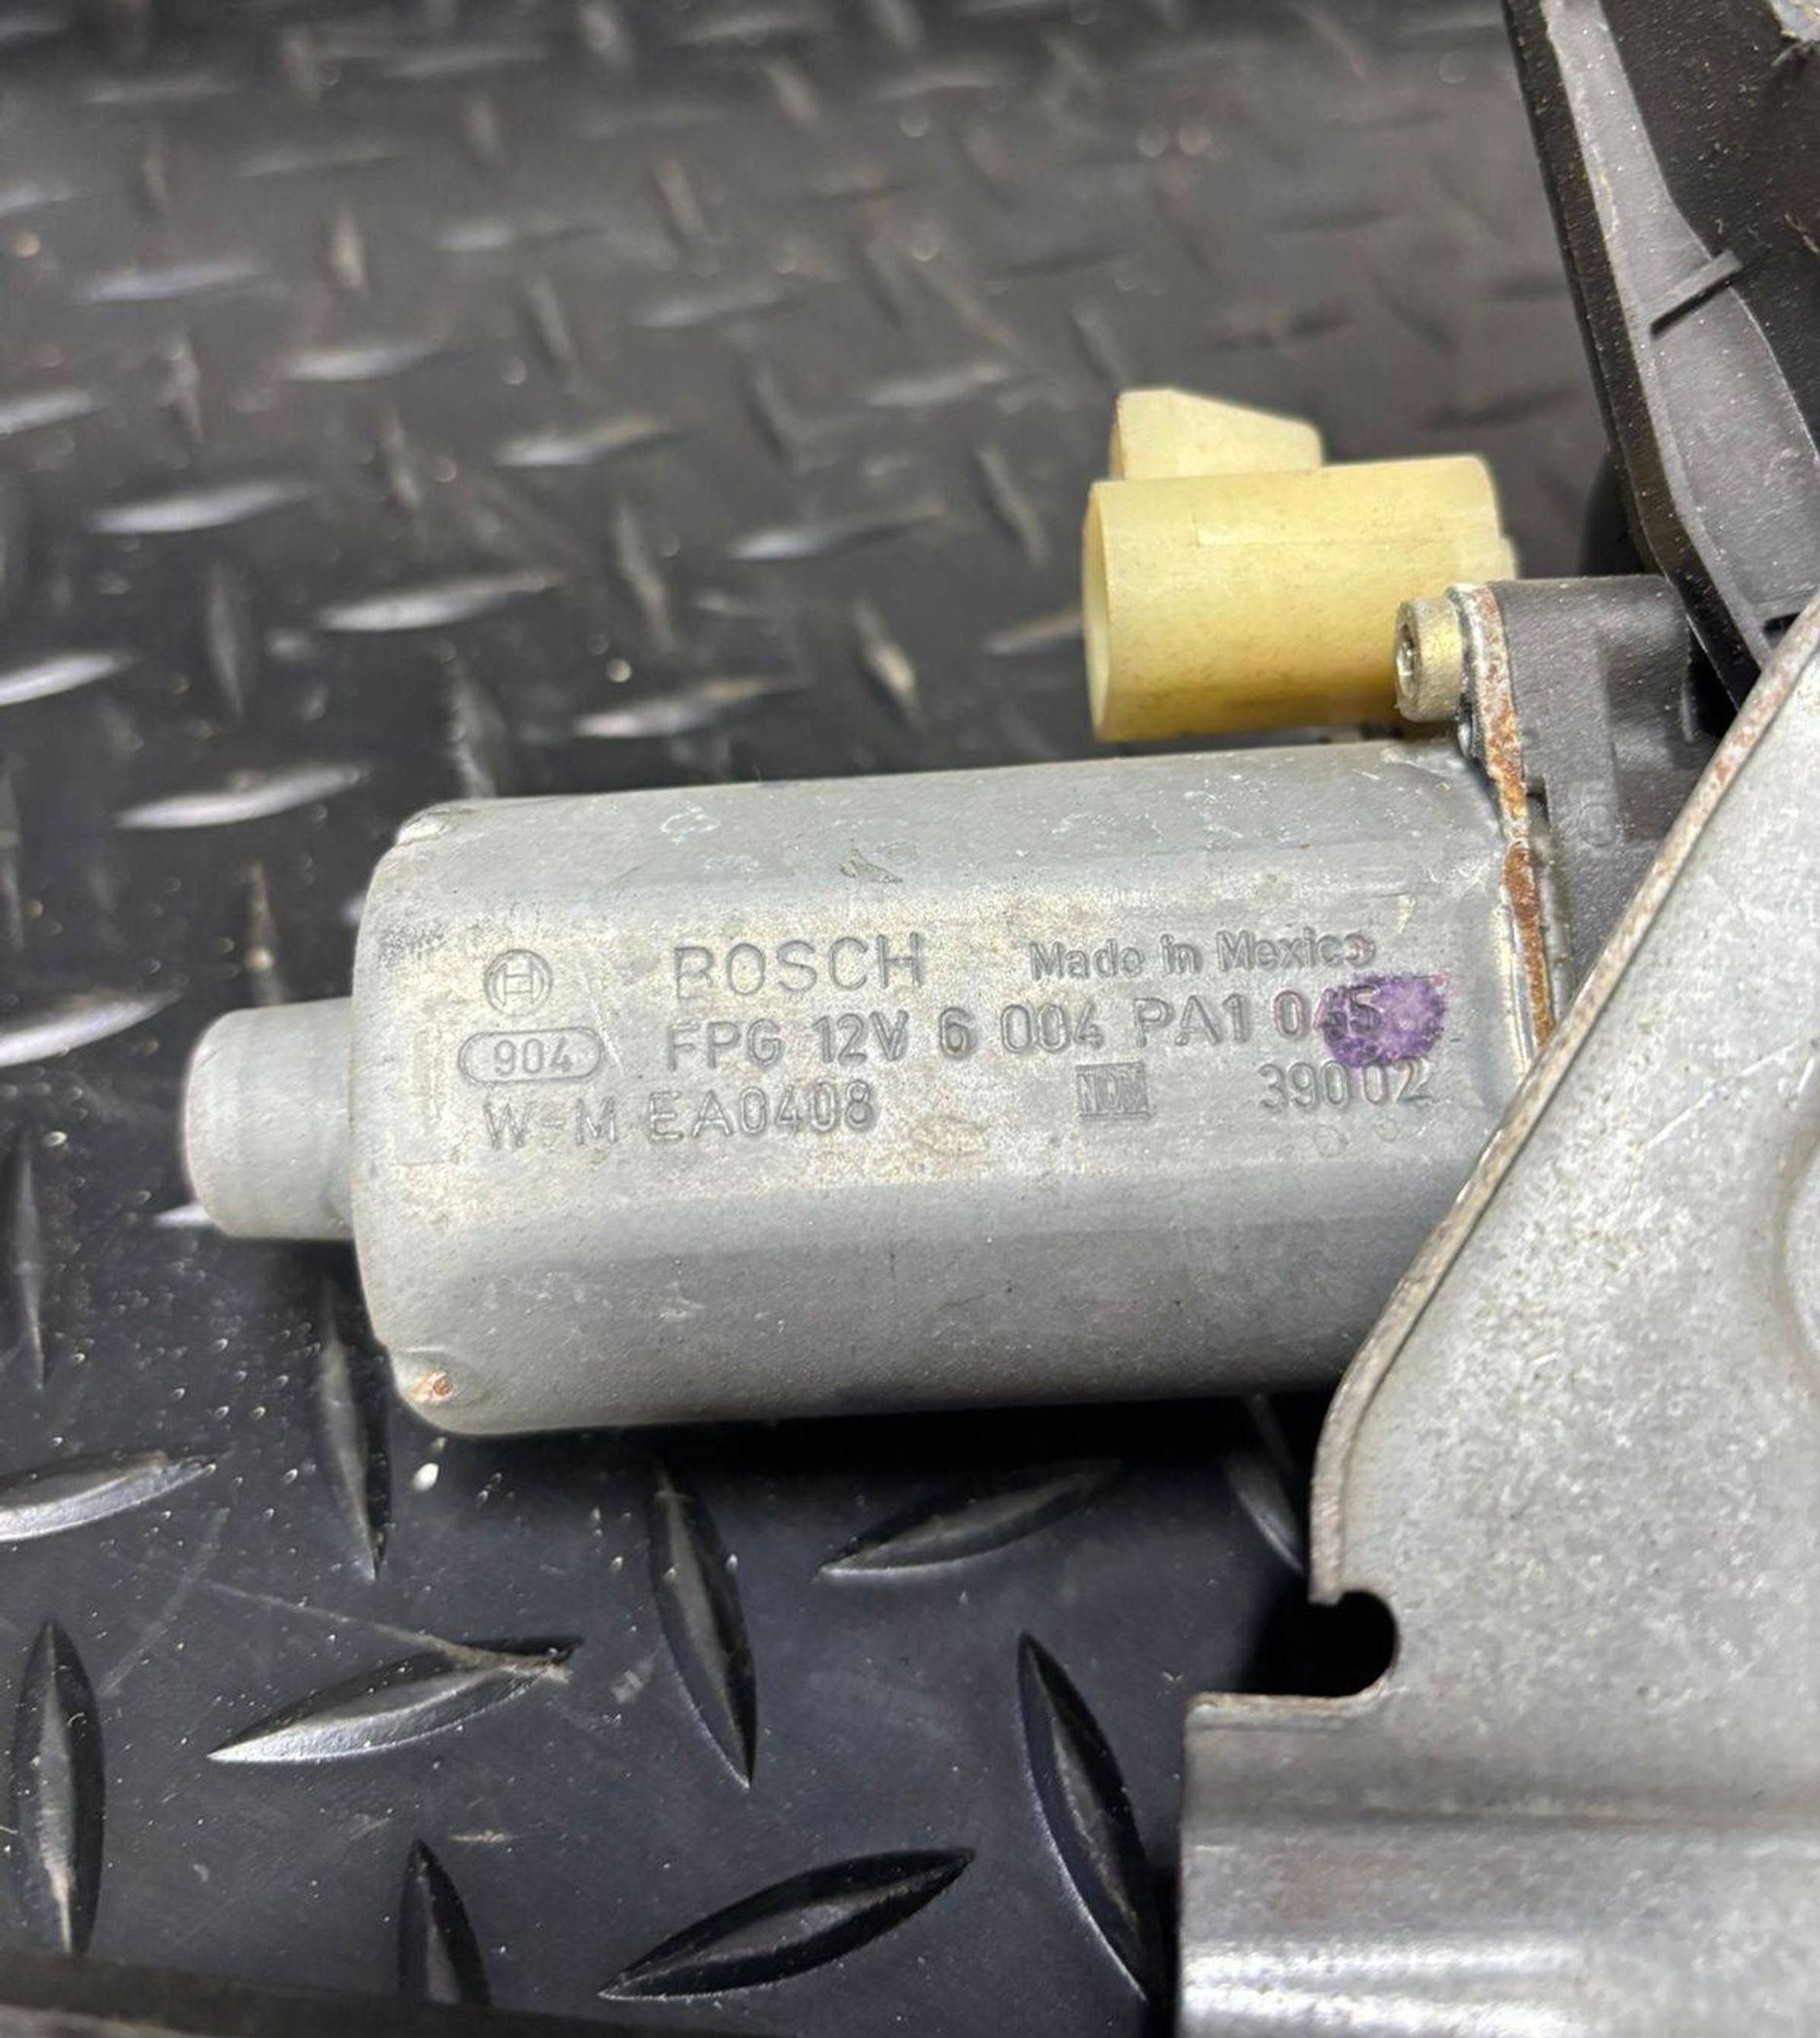 BOSCH Made in Mexico
904 FPG 12V 6 004 PA1 045
W-M EA0408 39002